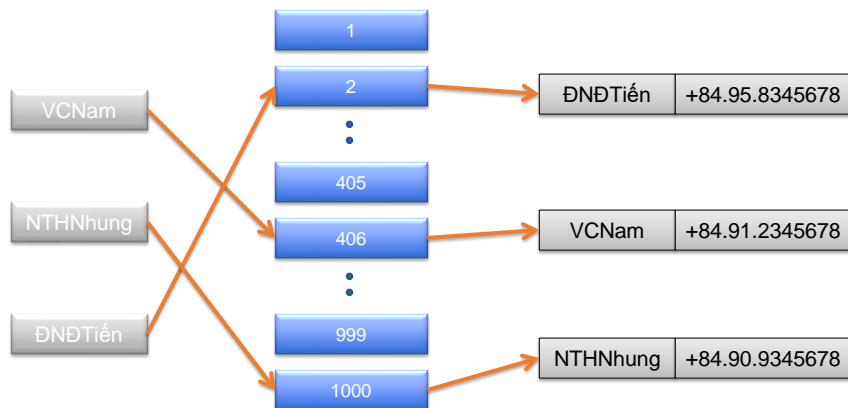 VCNam
NTHNhung
ĐNĐTiến
1
2
405
406
999
1000
ĐNĐTiến +84.95.8345678
VCNam +84.91.2345678
NTHNhung +84.90.9345678